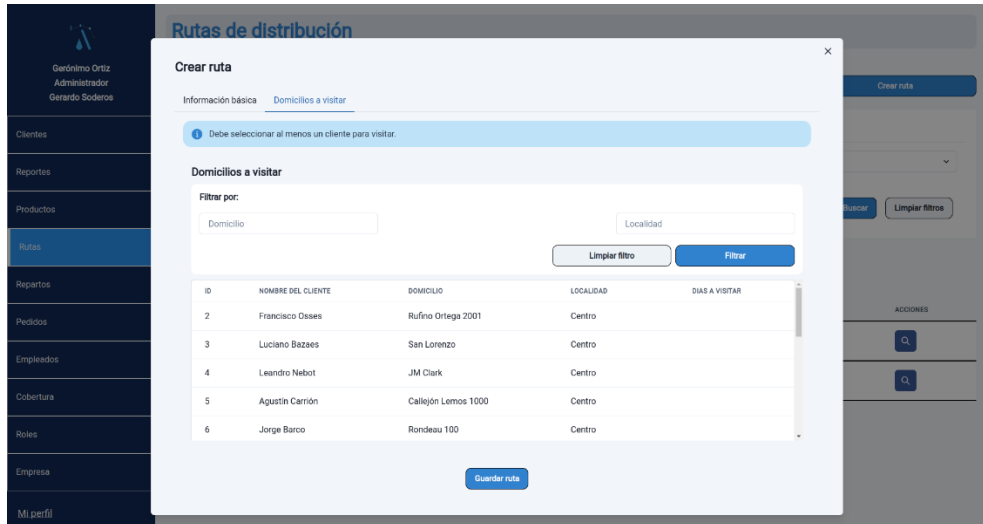 Gerónimo Ortiz
Administrador
Gerardo Soderos
Clientes
Reportes
Productos
Rutas
Repartos
Pedidos
Empleados
Cobertura
Roles
Empresa
Mi perfil
Rutas de distribución
Crear ruta
Buscar
Limpiar filtros
ACCIONES
Crear ruta
Información básica Domicilios a visitar
Debe seleccionar al menos un cliente para visitar.
Domicilios a visitar
Filtrar por:
Domicilio Localidad
Limpiar filtro Filtrar
ID NOMBRE DEL CLIENTE DOMICILIO LOCALIDAD DIAS A VISITAR
2 Francisco Osses Rufino Ortega 2001 Centro
3 Luciano Bazaes San Lorenzo Centro
4 Leandro Nebot JM Clark Centro
5 Agustín Carrión Callejón Lemos 1000 Centro
6 Jorge Barco Rondeau 100 Centro
Guardar ruta